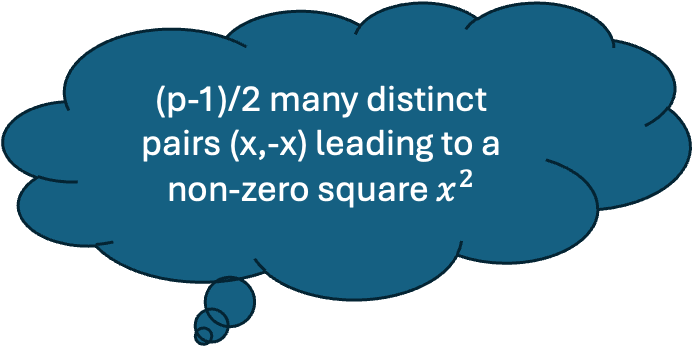 (p-1)/2 many distinct
pairs (x,-x) leading to a
non-zero square 𝑥²